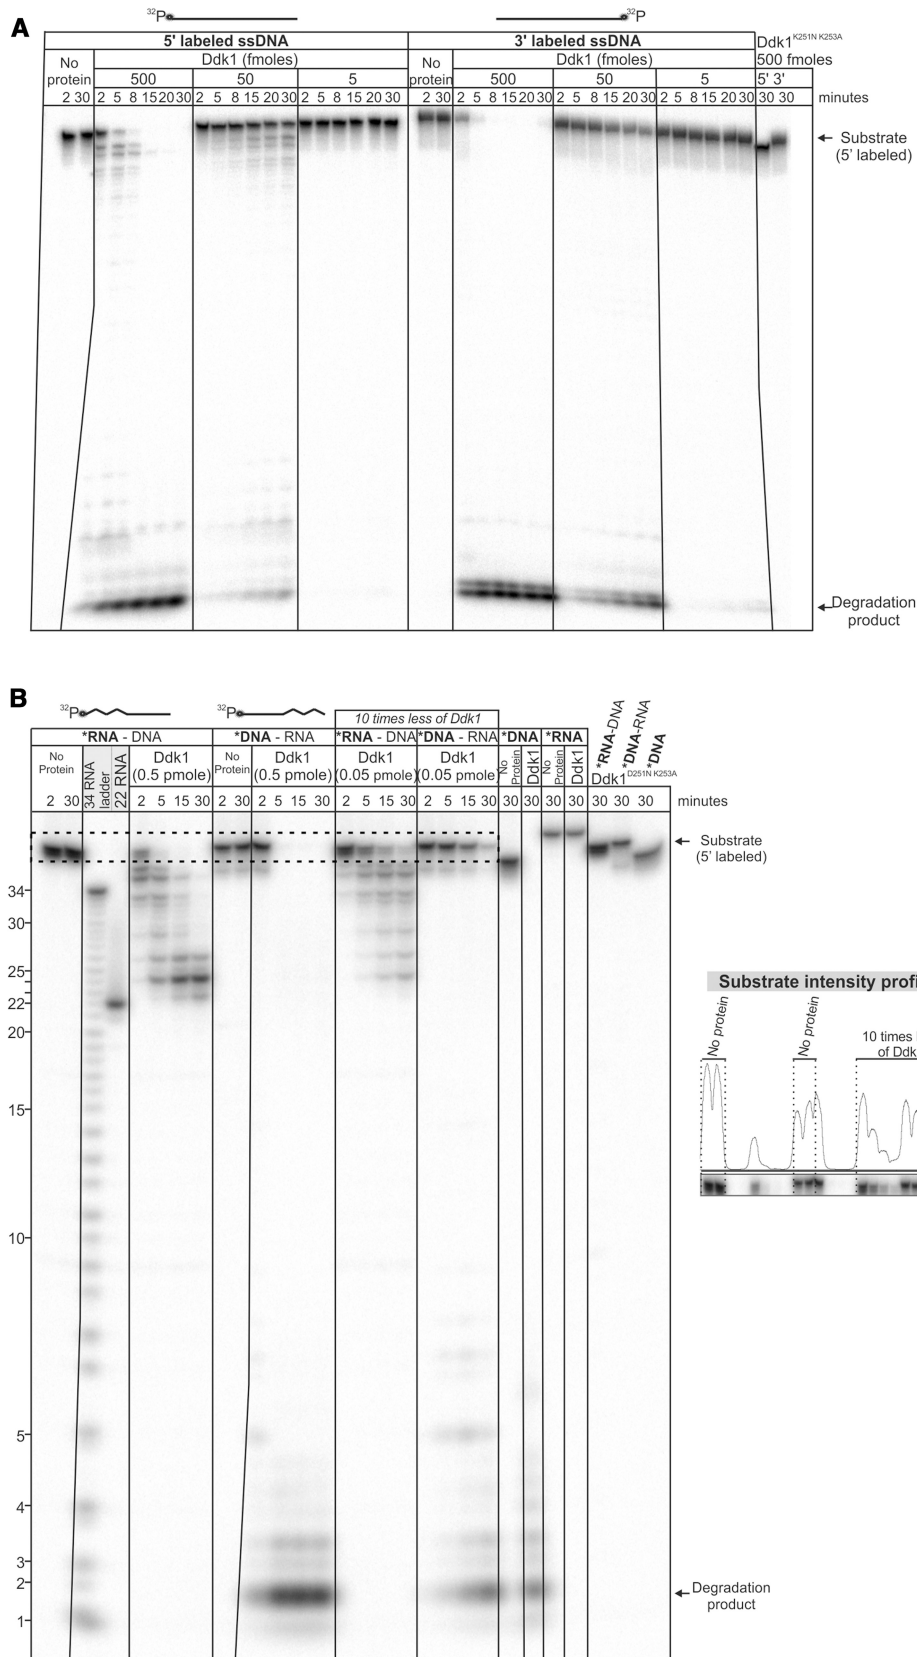 A
32P
32P
5' labeled ssDNA
3' labeled ssDNA
Ddk1K251N K253A
No protein
Ddk1 (fmoles)
No protein
Ddk1 (fmoles)
500 fmoles
500 50 5
500 50 5
5' 3'
2 30 2 5 8 15 20 30 2 5 8 15 20 30 2 5 8 15 20 30 2 30 2 5 8 15 20 30 2 5 8 15 20 30 2 5 8 15 20 30 30 30 minutes
Substrate
(5' labeled)
Degradation
product
B
32P
32P
10 times less of Ddk1
*RNA-DNA
*DNA-RNA
*DNA
*RNA - DNA
*DNA - RNA
*RNA - DNA
*DNA - RNA
*DNA
*RNA
No
Protein
34 RNA
ladder
22 RNA
Ddk1
(0.5 pmole)
No
Protein
Ddk1
(0.5 pmole)
Ddk1
(0.05 pmole)
Ddk1
(0.05 pmole)
No
Protein
Ddk1
No
Protein
Ddk1
Ddk1D251N K253A
2 30 2 5 15 30 2 30 2 5 15 30 2 5 15 30 2 5 15 30 30 30 30 30 30 30 30 minutes
Substrate
(5' labeled)
34
30
25
22
20
15
10
5
4
3
2
1
Degradation
product
Substrate intensity profi
No protein
No protein
10 times l
of Ddk